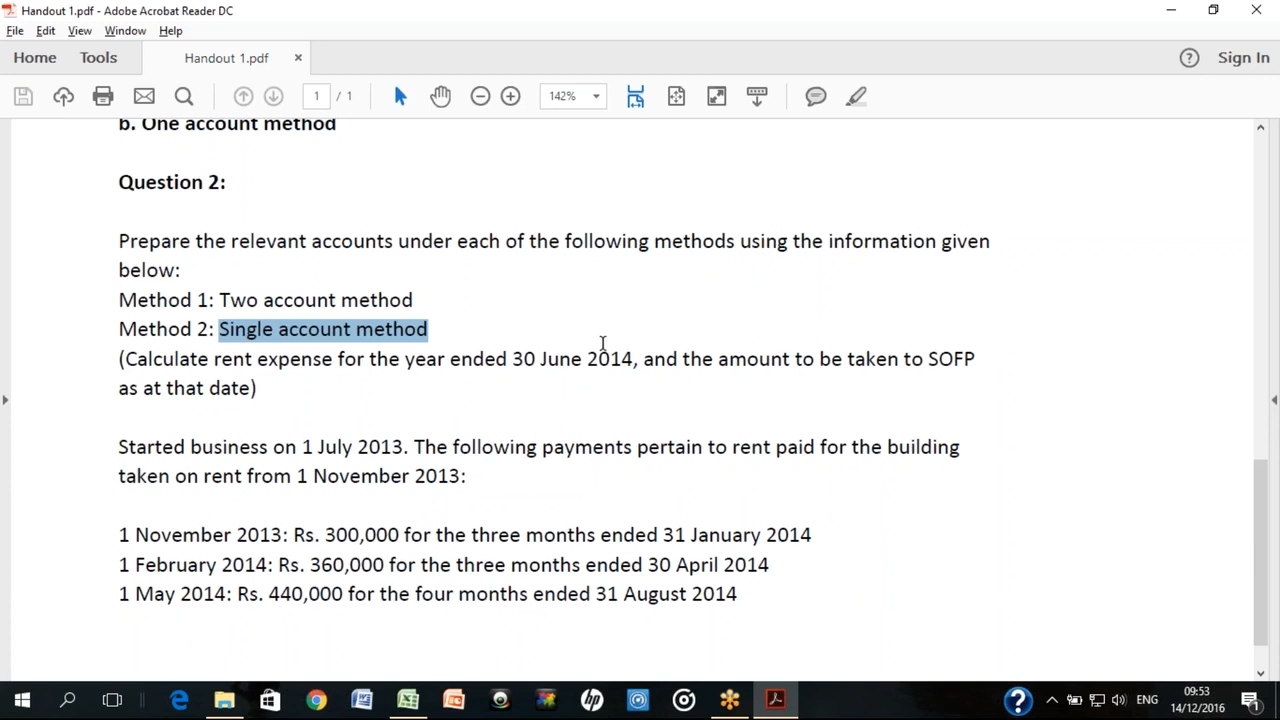 Handout 1.pdf - Adobe Acrobat Reader DC
File Edit View Window Help
Home Tools Handout 1.pdf × ? Sign In
1 / 1 142%
b. One account method
Question 2:
Prepare the relevant accounts under each of the following methods using the information given
below:
Method 1: Two account method
Method 2: Single account method
(Calculate rent expense for the year ended 30 June 2014, and the amount to be taken to SOFP
as at that date)
Started business on 1 July 2013. The following payments pertain to rent paid for the building
taken on rent from 1 November 2013:
1 November 2013: Rs. 300,000 for the three months ended 31 January 2014
1 February 2014: Rs. 360,000 for the three months ended 30 April 2014
1 May 2014: Rs. 440,000 for the four months ended 31 August 2014
hp ? ENG 09:53
14/12/2016 1